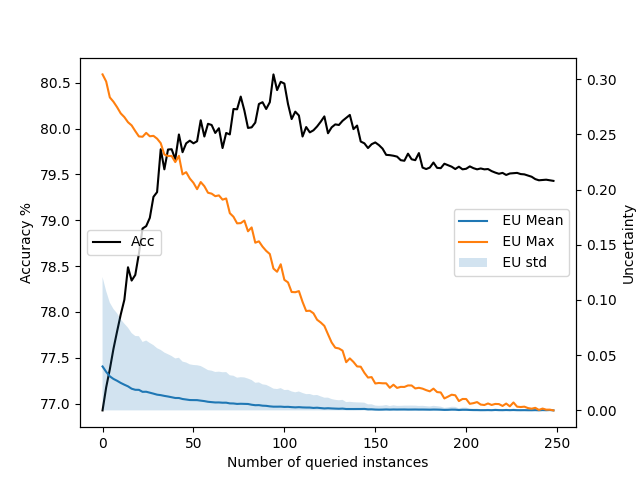 Accuracy %
80.5
80.0
79.5
79.0
78.5
78.0
77.5
77.0
Acc
EU Mean
EU Max
EU std
0.30
0.25
0.20
0.15
0.10
0.05
0.00
Uncertainty
0 50 100 150 200 250
Number of queried instances